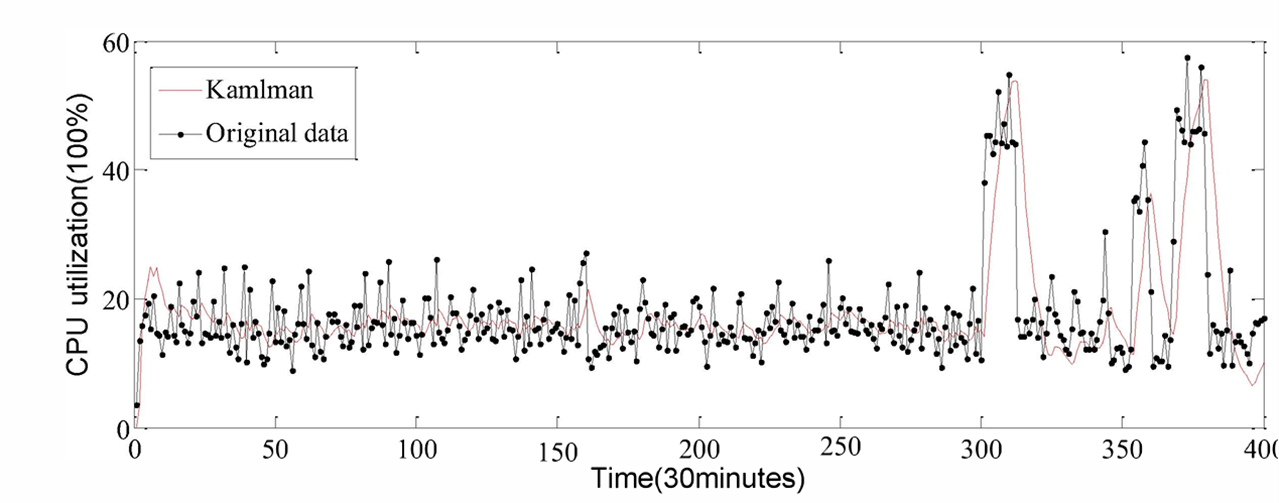 60
Kamlman
Original data
40
20
0
CPU utilization(100%)
0 50 100 150 200 250 300 350 400
Time(30minutes)